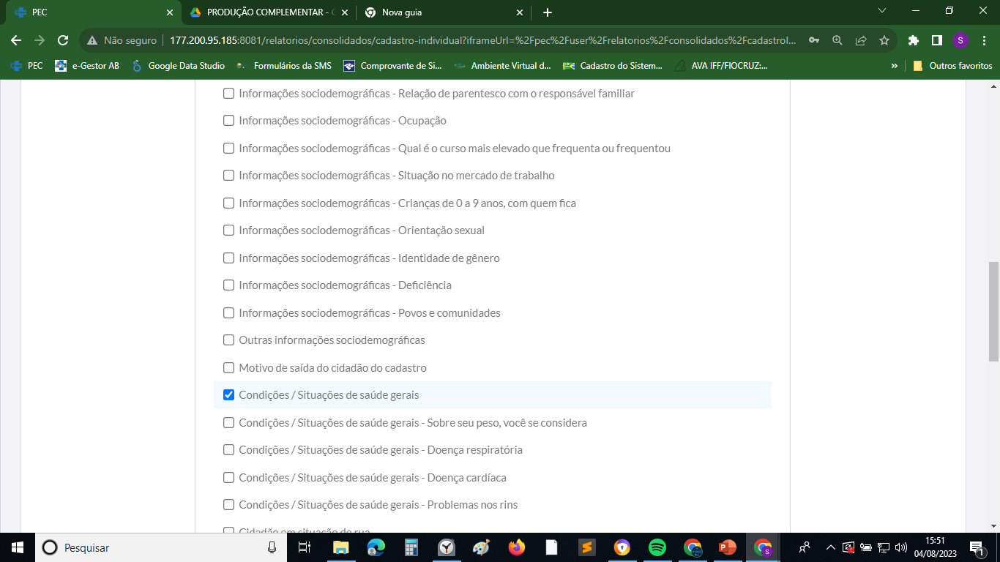 PEC
PRODUÇÃO COMPLEMENTAR -
Nova guia
Não seguro
177.200.95.185:8081/relatorios/consolidados/cadastro-individual?iframeUrl=%2Fpec%2Fuser%2Frelatorios%2Fconsolidados%2FcadastroI...
S
PEC
e-Gestor AB
Google Data Studio
Formulários da SMS
Comprovante de Si...
Ambiente Virtual d...
Cadastro do Sistem...
AVA IFF/FIOCRUZ:...
»
Outros favoritos
Informações sociodemográficas - Relação de parentesco com o responsável familiar
Informações sociodemográficas - Ocupação
Informações sociodemográficas - Qual é o curso mais elevado que frequenta ou frequentou
Informações sociodemográficas - Situação no mercado de trabalho
Informações sociodemográficas - Crianças de 0 a 9 anos, com quem fica
Informações sociodemográficas - Orientação sexual
Informações sociodemográficas - Identidade de gênero
Informações sociodemográficas - Deficiência
Informações sociodemográficas - Povos e comunidades
Outras informações sociodemográficas
Motivo de saída do cidadão do cadastro
Condições / Situações de saúde gerais
Condições / Situações de saúde gerais - Sobre seu peso, você se considera
Condições / Situações de saúde gerais - Doença respiratória
Condições / Situações de saúde gerais - Doença cardíaca
Condições / Situações de saúde gerais - Problemas nos rins
Cidadão em situação de rua
Pesquisar
15:51
04/08/2023
1